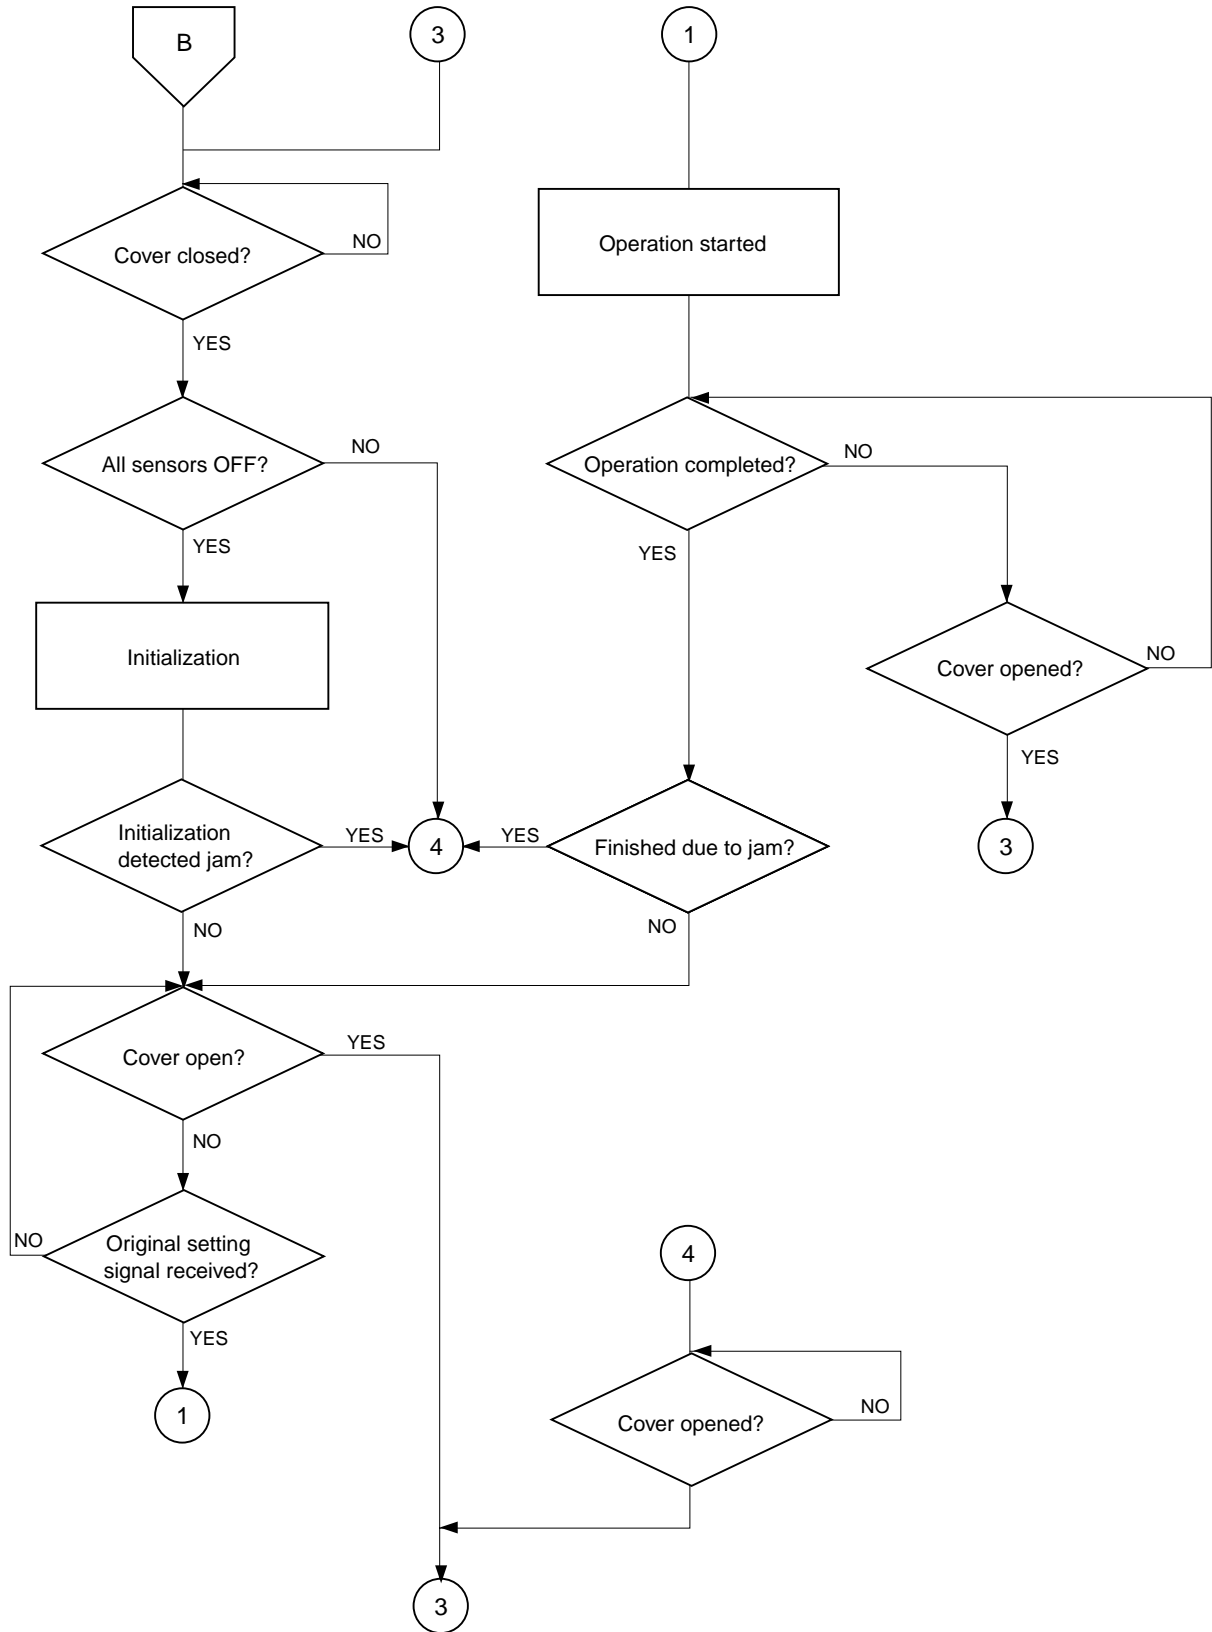 B
3
1
Cover closed?
NO
YES
Operation started
All sensors OFF?
NO
YES
Operation completed?
NO
YES
Initialization
Cover opened?
NO
YES
3
Initialization
detected jam?
YES
4
YES
Finished due to jam?
NO
NO
Cover open?
YES
NO
Original setting
signal received?
NO
YES
1
4
Cover opened?
NO
3